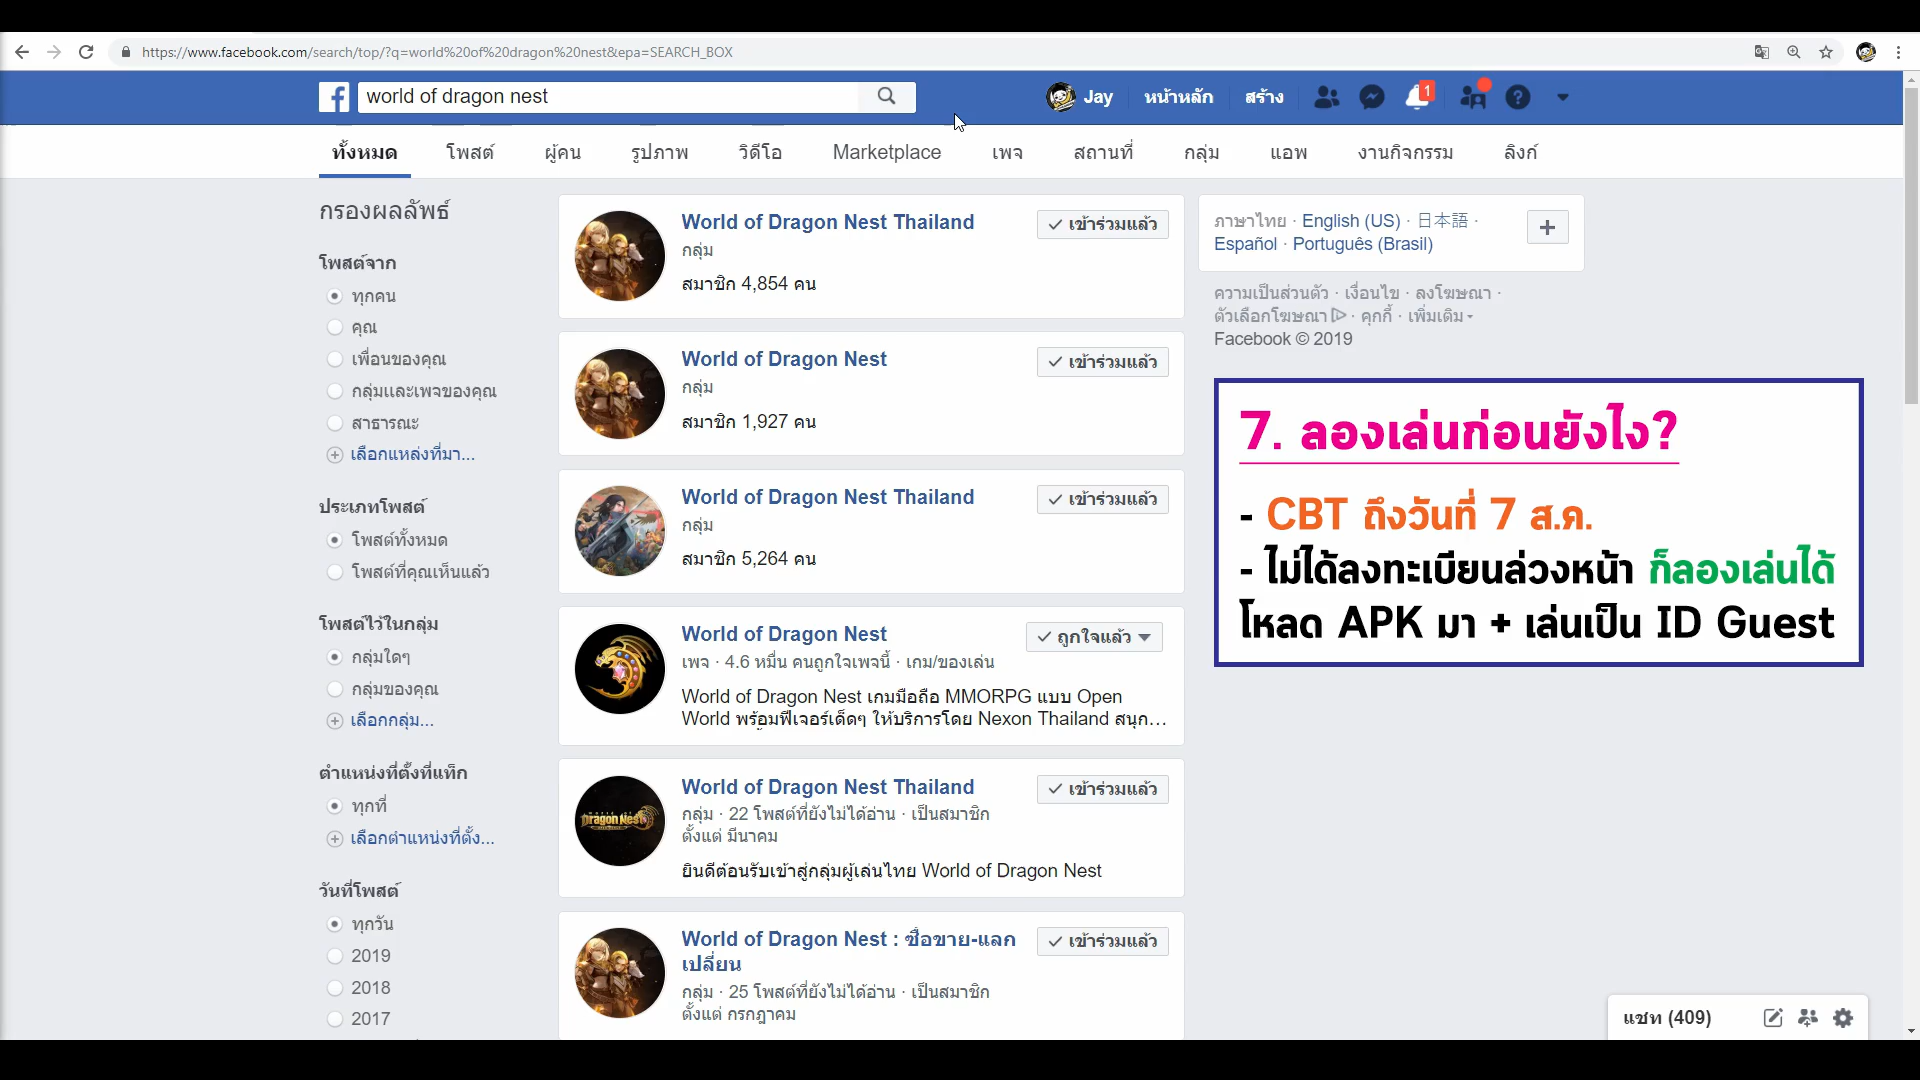 https://www.facebook.com/search/top/?q=world%20of%20dragon%20nest&epa=SEARCH_BOX
world of dragon nest
Jay
หน้าหลัก
สร้าง
1
ทั้งหมด
โพสต์
ผู้คน
รูปภาพ
วิดีโอ
Marketplace
เพจ
สถานที่
กลุ่ม
แอพ
งานกิจกรรม
ลิงก์
กรองผลลัพธ์
โพสต์จาก
ทุกคน
คุณ
เพื่อนของคุณ
กลุ่มและเพจของคุณ
สาธารณะ
เลือกแหล่งที่มา...
ประเภทโพสต์
โพสต์ทั้งหมด
โพสต์ที่คุณเห็นแล้ว
โพสต์ไว้ในกลุ่ม
กลุ่มใดๆ
กลุ่มของคุณ
เลือกกลุ่ม...
ตำแหน่งที่ตั้งที่แท็ก
ทุกที่
เลือกตำแหน่งที่ตั้ง...
วันที่โพสต์
ทุกวัน
2019
2018
2017
World of Dragon Nest Thailand
เข้าร่วมแล้ว
กลุ่ม
สมาชิก 4,854 คน
World of Dragon Nest
เข้าร่วมแล้ว
กลุ่ม
สมาชิก 1,927 คน
World of Dragon Nest Thailand
เข้าร่วมแล้ว
กลุ่ม
สมาชิก 5,264 คน
World of Dragon Nest
ถูกใจแล้ว
เพจ · 4.6 หมื่น คนถูกใจเพจนี้ · เกม/ของเล่น
World of Dragon Nest เกมมือถือ MMORPG แบบ Open
World พร้อมฟีเจอร์เด็ดๆ ให้บริการโดย Nexon Thailand สนุก...
Dragon Nest
World of Dragon Nest Thailand
เข้าร่วมแล้ว
กลุ่ม · 22 โพสต์ที่ยังไม่ได้อ่าน · เป็นสมาชิก
ตั้งแต่ มีนาคม
ยินดีต้อนรับเข้าสู่กลุ่มผู้เล่นไทย World of Dragon Nest
World of Dragon Nest : ซื้อขาย-แลก
เปลี่ยน
เข้าร่วมแล้ว
กลุ่ม · 25 โพสต์ที่ยังไม่ได้อ่าน · เป็นสมาชิก
ตั้งแต่ กรกฎาคม
ภาษาไทย · English (US) · 日本語 ·
Español · Português (Brasil)
ความเป็นส่วนตัว · เงื่อนไข · ลงโฆษณา ·
ตัวเลือกโฆษณา · คุกกี้ · เพิ่มเติม
Facebook © 2019
7. ลองเล่นก่อนยังไง?
- CBT ถึงวันที่ 7 ส.ค.
- ไม่ได้ลงทะเบียนล่วงหน้า ก็ลองเล่นได้
โหลด APK มา + เล่นเป็น ID Guest
แชท (409)